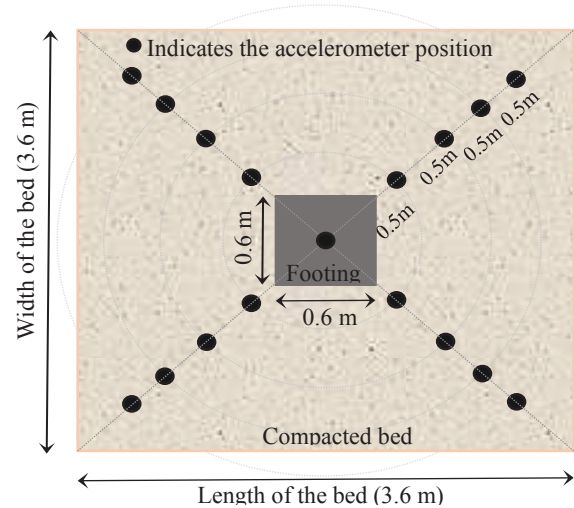 Indicates the accelerometer position
0.5m
0.5m
0.5m
0.5m
Width of the bed (3.6 m)
0.6 m
Footing
0.6 m
Compacted bed
Length of the bed (3.6 m)